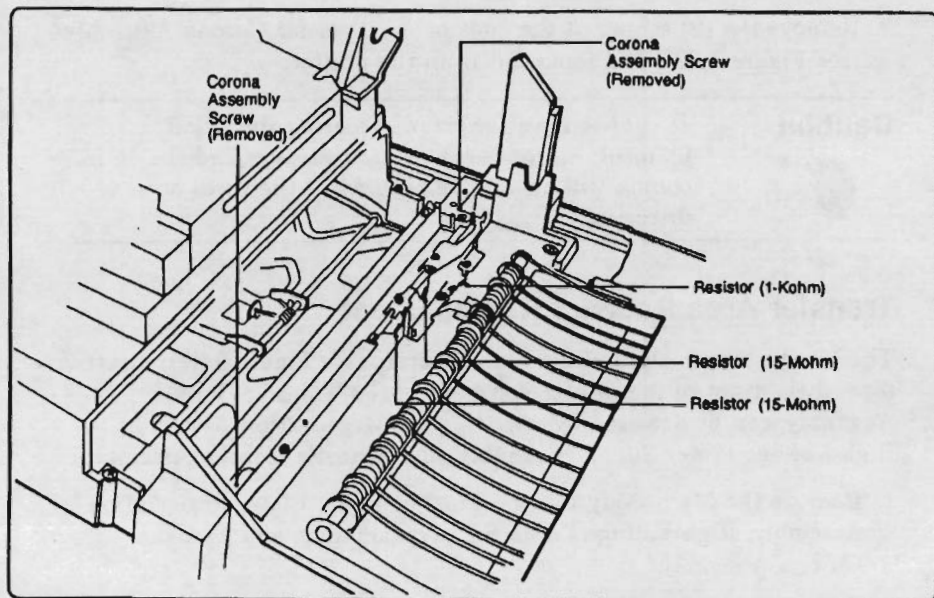 Corona
Assembly Screw
(Removed)
Corona
Assembly
Screw
(Removed)
Resistor (1-Kohm)
Resistor (15-Mohm)
Resistor (15-Mohm)